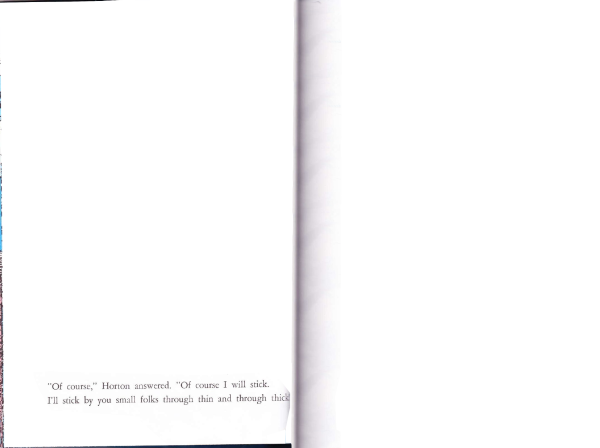 "Of course," Horton answered. "Of course I will stick.
I'll stick by you small folks through thin and through thick